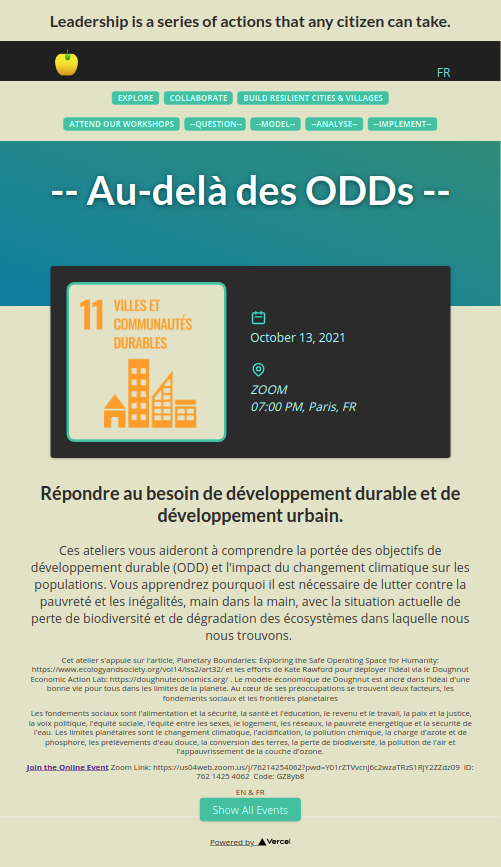 Leadership is a series of actions that any citizen can take.
FR
EXPLORE COLLABORATE BUILD RESILIENT CITIES & VILLAGES
ATTEND OUR WORKSHOPS --QUESTION-- --MODEL-- --ANALYSE-- --IMPLEMENT--
-- Au-delà des ODDs --
11 VILLES ET
COMMUNAUTÉS
DURABLES
October 13, 2021
ZOOM
07:00 PM, Paris, FR
Répondre au besoin de développement durable et de
développement urbain.
Ces ateliers vous aideront à comprendre la portée des objectifs de
développement durable (ODD) et l'impact du changement climatique sur les
populations. Vous apprendrez pourquoi il est nécessaire de lutter contre la
pauvreté et les inégalités, main dans la main, avec la situation actuelle de
perte de biodiversité et de dégradation des écosystèmes dans laquelle nous
nous trouvons.
Cet atelier s'appuie sur l'article, Planetary Boundaries: Exploring the Safe Operating Space for Humanity:
https://www.ecologyandsociety.org/vol14/iss2/art32/ et les efforts de Kate Raworth pour déployer l'idéal via le Doughnut
Economic Action Lab: https://doughnuteconomics.org/ . Le modèle économique de Doughnut est ancré dans l'idéal d'une
bonne vie pour tous dans les limites de la planète. Au cœur de ses préoccupations se trouvent deux facteurs, les
fondements sociaux et les frontières planétaires
Les fondements sociaux sont l'alimentation et la sécurité, la santé et l'éducation, le revenu et le travail, la paix et la justice,
la voix politique, l'équité sociale, l'équité entre les sexes, le logement, les réseaux, la pauvreté énergétique et la sécurité de
l'eau. Les limites planétaires sont le changement climatique, l'acidification, la pollution chimique, la charge d'azote et de
phosphore, les prélèvements d'eau douce, la conversion des terres, la perte de biodiversité, la pollution de l'air et
l'appauvrissement de la couche d'ozone.
Join the Online Event Zoom Link: https://us04web.zoom.us/j/76214254062?pwd=Y01rZTVvcnJ6c2wzaTRzS1RJY2ZZdz09 ID:
762 1425 4062 Code: GZ8yb8
EN & FR
Show All Events
Powered by Vercel